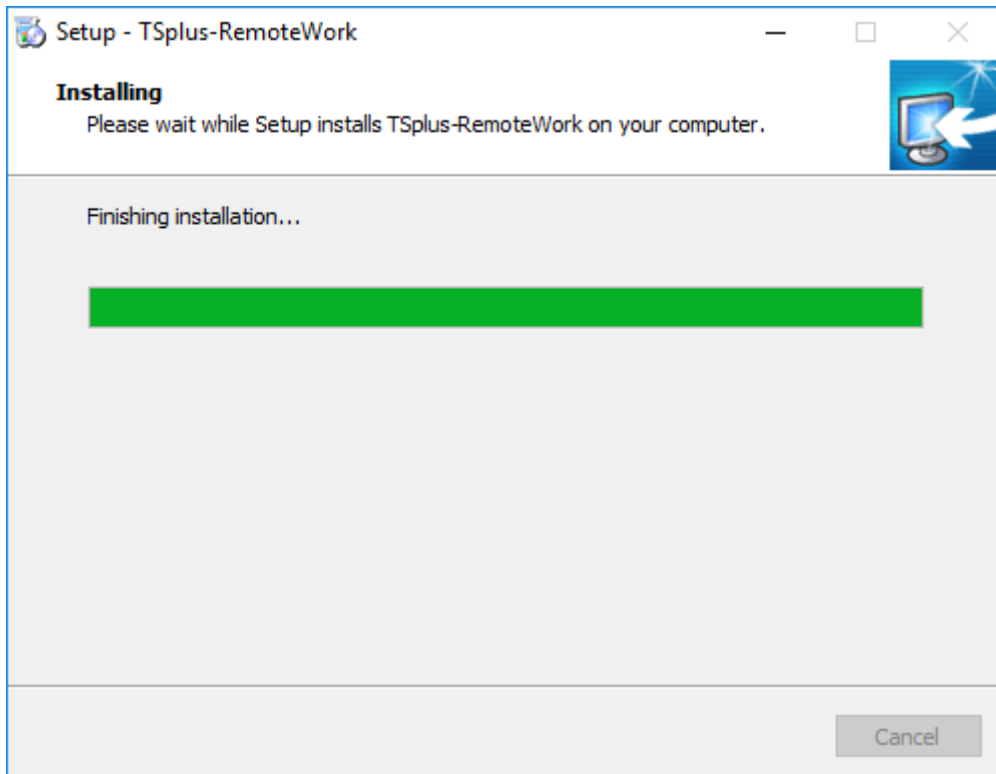 Setup - TSplus-RemoteWork
Installing
Please wait while Setup installs TSplus-RemoteWork on your computer.
Finishing installation...
Cancel